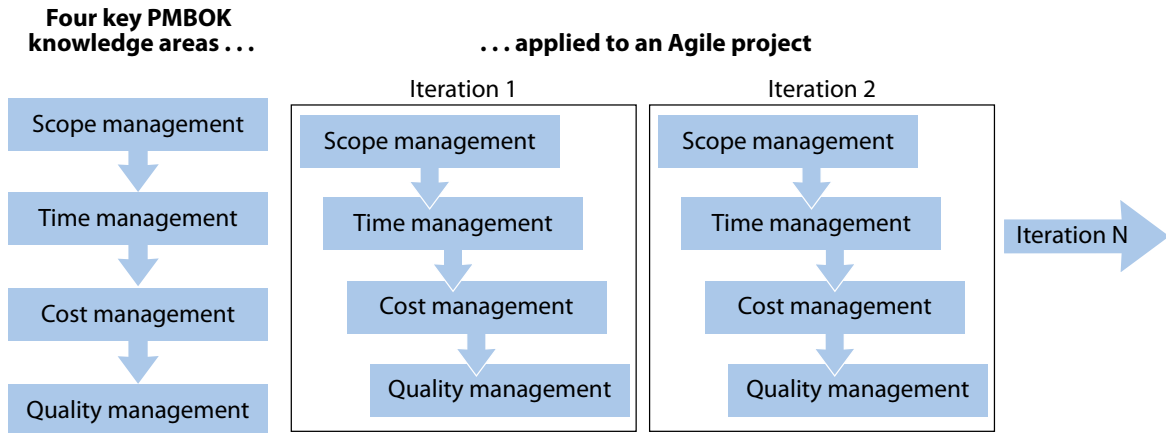 Four key PMBOK
knowledge areas . . .
Scope management
Time management
Cost management
Quality management
. . . applied to an Agile project
Iteration 1
Scope management
Time management
Cost management
Quality management
Iteration 2
Scope management
Time management
Cost management
Quality management
Iteration N